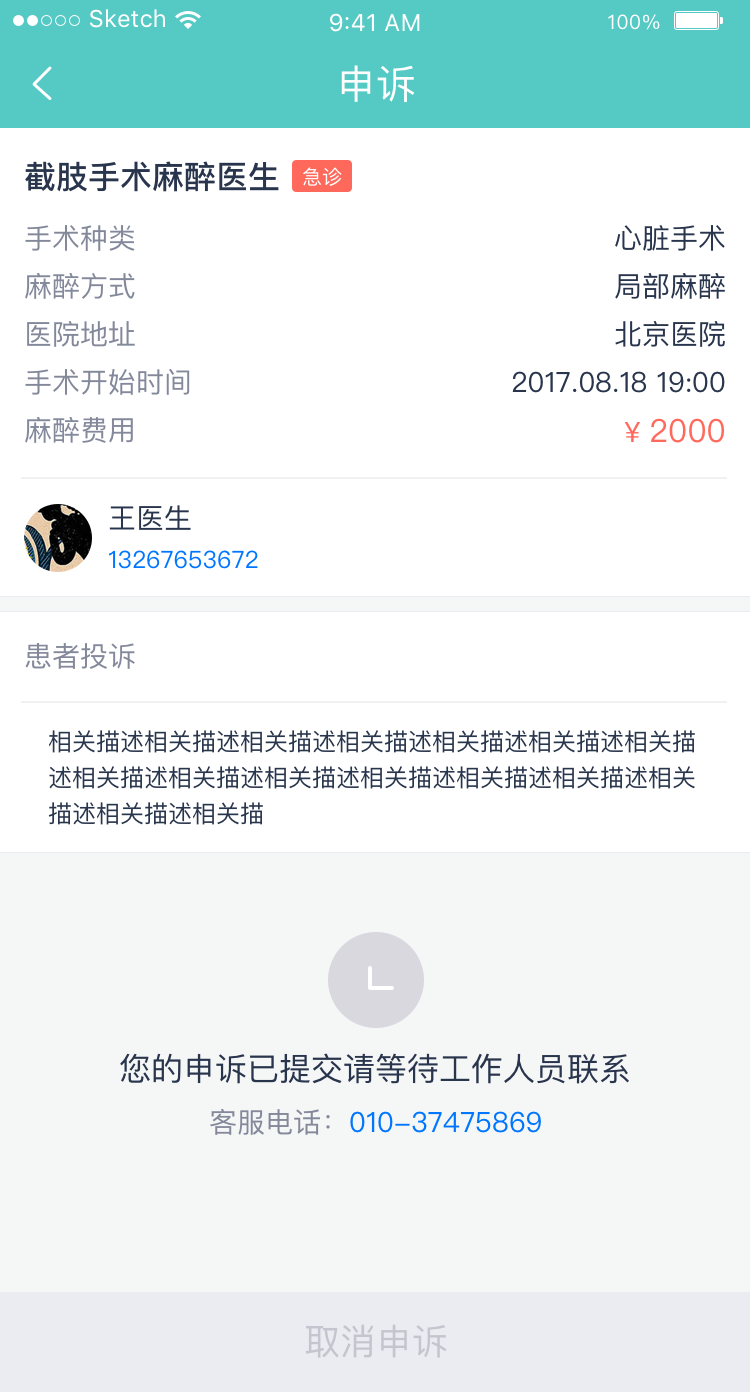 Sketch 9:41 AM 100%
申诉
截肢手术麻醉医生 急诊
手术种类 心脏手术
麻醉方式 局部麻醉
医院地址 北京医院
手术开始时间 2017.08.18 19:00
麻醉费用 ¥ 2000
王医生
13267653672
患者投诉
相关描述相关描述相关描述相关描述相关描述相关描述相关描
述相关描述相关描述相关描述相关描述相关描述相关描述相关
描述相关描述相关描
您的申诉已提交请等待工作人员联系
客服电话：010-37475869
取消申诉